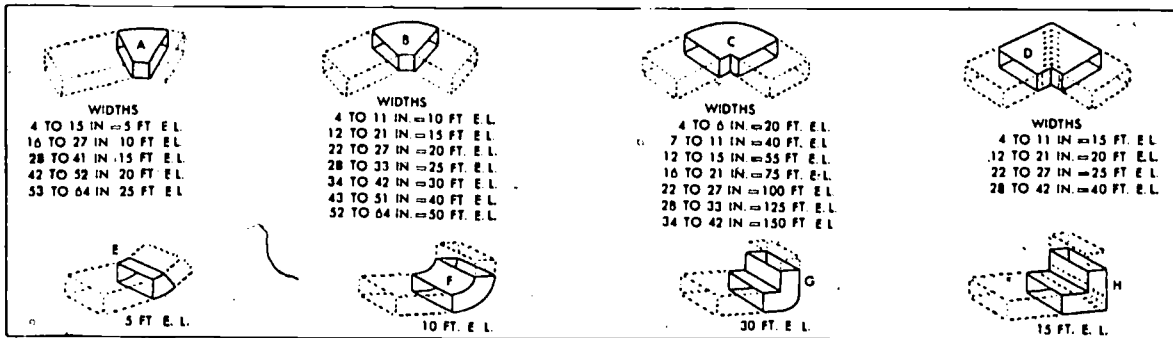 A
WIDTHS
4 TO 15 IN = 5 FT E L.
16 TO 27 IN 10 FT E L
28 TO 41 IN 15 FT E L.
42 TO 52 IN 20 FT E L.
53 TO 64 IN 25 FT E L
B
WIDTHS
4 TO 11 IN. = 10 FT E L.
12 TO 21 IN. = 15 FT E L.
22 TO 27 IN = 20 FT. E L.
28 TO 33 IN = 25 FT. E L.
34 TO 42 IN = 30 FT E L.
43 TO 51 IN. = 40 FT E L.
52 TO 64 IN. = 50 FT. E L.
C
WIDTHS
4 TO 6 IN. = 20 FT. E L.
7 TO 11 IN = 40 FT E L.
12 TO 15 IN = 55 FT E L.
16 TO 21 IN. = 75 FT. E.L.
22 TO 27 IN = 100 FT E L.
28 TO 33 IN. = 125 FT E.L.
34 TO 42 IN = 150 FT E L
D
WIDTHS
4 TO 11 IN = 15 FT E L.
12 TO 21 IN. = 20 FT E L.
22 TO 27 IN = 25 FT E L
28 TO 42 IN = 40 FT E L.
E
5 FT E. L.
F
10 FT. E L.
G
30 FT. E L
H
15 FT. E L.